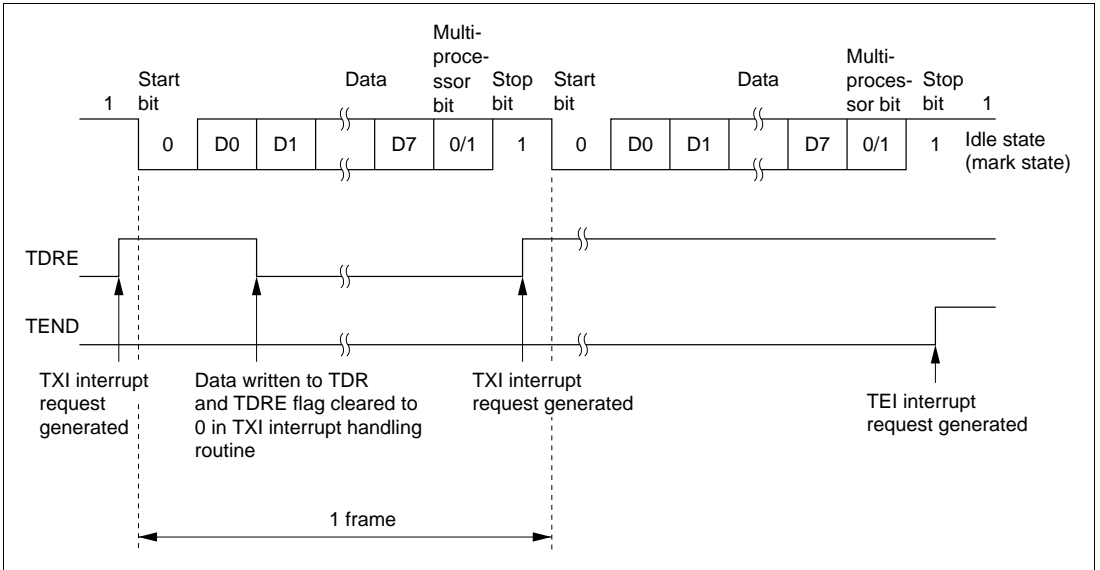 Multi-
proce-
ssor
bit
Start
bit
Data
Stop
bit
Start
bit
Data
Multi-
proces-
sor bit
Stop
bit
1
1
0
D0
D1
D7
0/1
1
0
D0
D1
D7
0/1
1
Idle state
(mark state)
TDRE
TEND
TXI interrupt
request
generated
Data written to TDR
and TDRE flag cleared to
0 in TXI interrupt handling
routine
TXI interrupt
request generated
TEI interrupt
request generated
1 frame